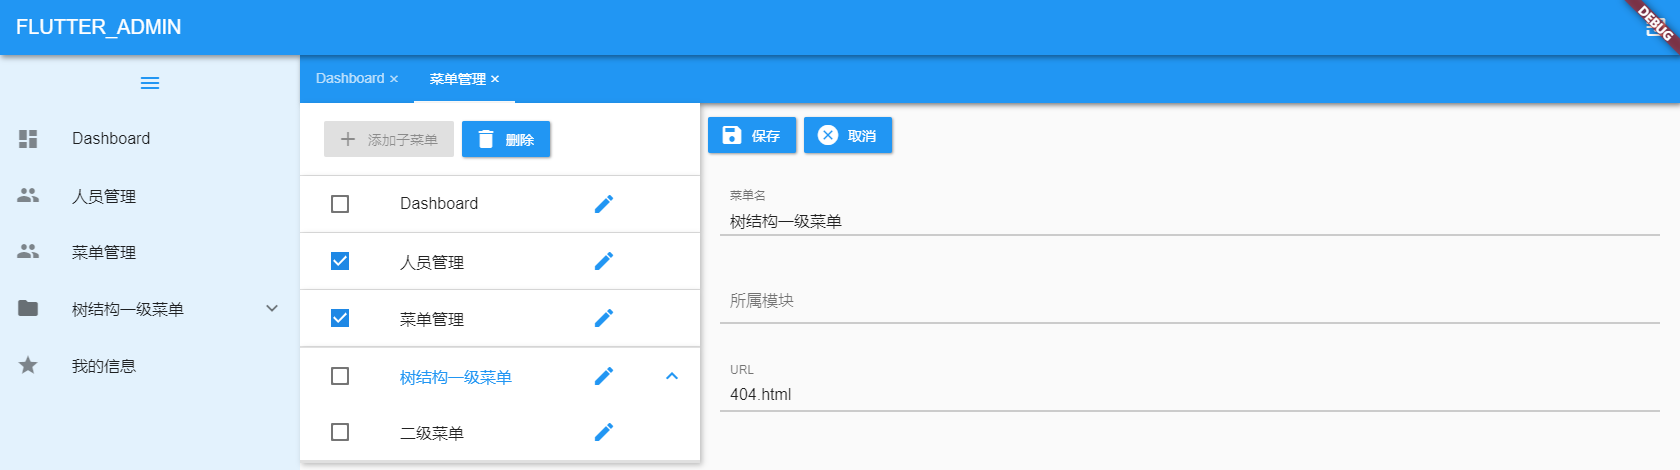 FLUTTER_ADMIN
DEBUG
Dashboard
人员管理
菜单管理
树结构一级菜单
我的信息
Dashboard × 菜单管理 ×
添加子菜单 删除
Dashboard
人员管理
菜单管理
树结构一级菜单
二级菜单
保存 取消
菜单名
树结构一级菜单
所属模块
URL
404.html